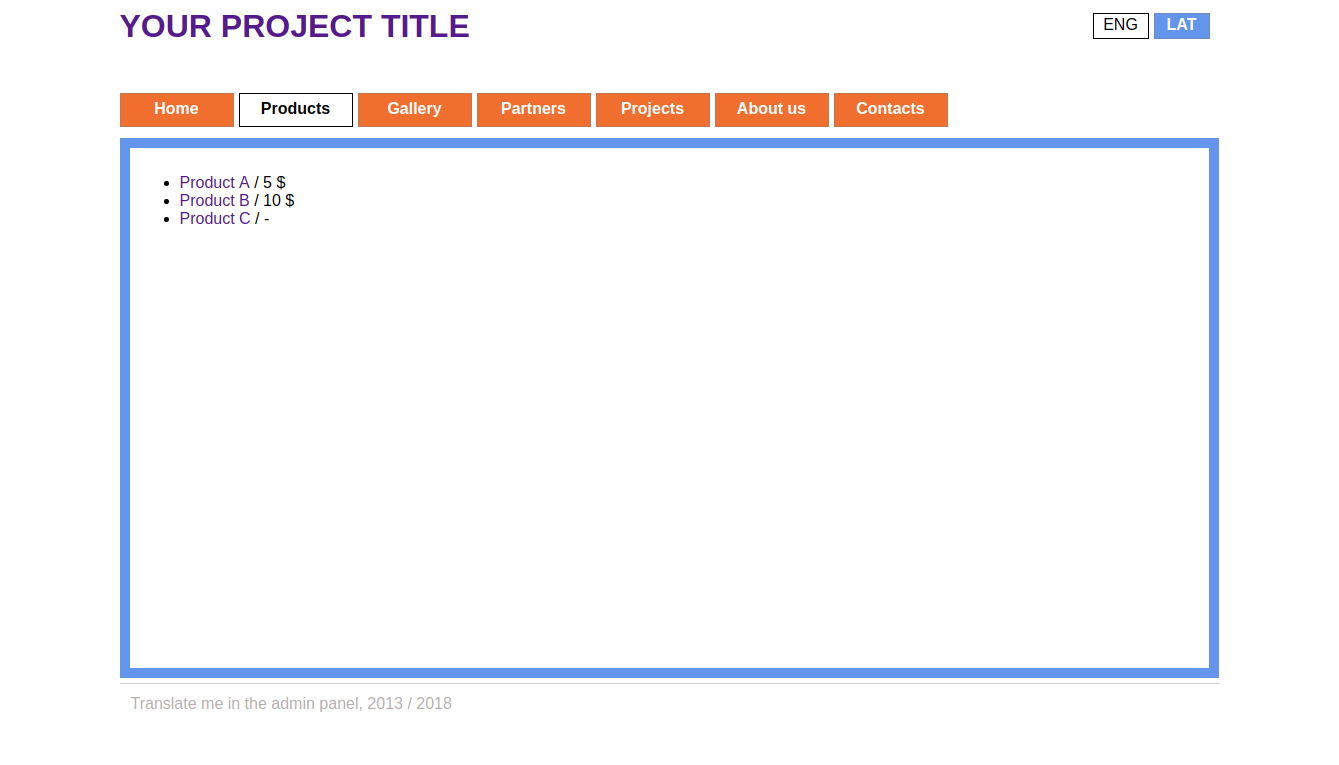 YOUR PROJECT TITLE ENG LAT
Home Products Gallery Partners Projects About us Contacts
Product A / 5 $
Product B / 10 $
Product C / -
Translate me in the admin panel, 2013 / 2018